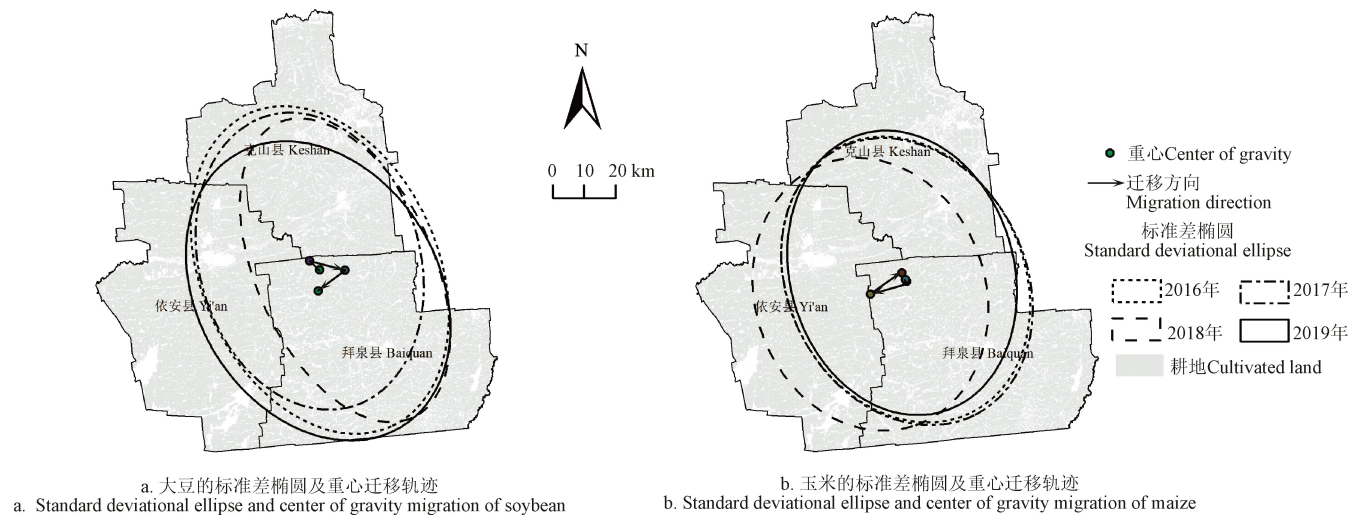 N
0 10 20 km
克山县 Keshan
依安县 Yi'an
拜泉县 Baiquan
克山县 Keshan
依安县 Yi'an
拜泉县 Baiquan
重心Center of gravity
迁移方向
Migration direction
标准差椭圆
Standard deviational ellipse
2016年 2017年
2018年 2019年
耕地Cultivated land
a. 大豆的标准差椭圆及重心迁移轨迹
a. Standard deviational ellipse and center of gravity migration of soybean
b. 玉米的标准差椭圆及重心迁移轨迹
b. Standard deviational ellipse and center of gravity migration of maize